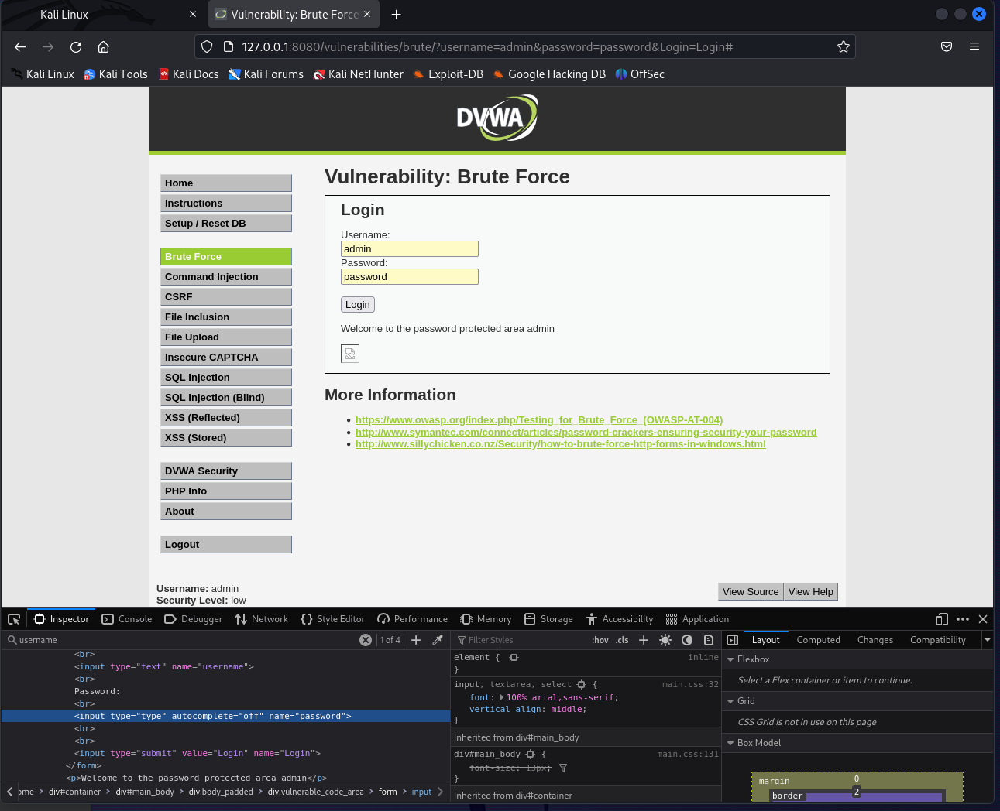 Kali Linux
Vulnerability: Brute Force
127.0.0.1:8080/vulnerabilities/brute/?username=admin&password=password&Login=Login#
Kali Linux Kali Tools Kali Docs Kali Forums Kali NetHunter Exploit-DB Google Hacking DB OffSec
DVWA
Home
Instructions
Setup / Reset DB
Brute Force
Command Injection
CSRF
File Inclusion
File Upload
Insecure CAPTCHA
SQL Injection
SQL Injection (Blind)
XSS (Reflected)
XSS (Stored)
DVWA Security
PHP Info
About
Logout
Vulnerability: Brute Force
Login
Username:
admin
Password:
password
Login
Welcome to the password protected area admin
More Information
• https://www.owasp.org/index.php/Testing_for_Brute_Force_(OWASP-AT-004)
• http://www.symantec.com/connect/articles/password-crackers-ensuring-security-your-password
• http://www.sillychicken.co.nz/Security/how-to-brute-force-http-forms-in-windows.html
Username: admin
Security Level: low
View Source View Help
Inspector Console Debugger Network Style Editor Performance Memory Storage Accessibility Application
username 1 of 4
<br>
<input type="text" name="username">
<br>
Password:
<br>
<input type="type" autocomplete="off" name="password">
<br>
<br>
<input type="submit" value="Login" name="Login">
</form>
<p>Welcome to the password protected area admin</p>
ome > div#container > div#main_body > div.body_padded > div.vulnerable_code_area > form > input
Filter Styles :hov .cls
element { inline
}
input, textarea, select { main.css:32
font: 100% arial,sans-serif;
vertical-align: middle;
}
Inherited from div#main_body
div#main_body { main.css:131
font-size: 13px;
}
Inherited from div#container
Layout Computed Changes Compatibility
Flexbox
Select a Flex container or item to continue.
Grid
CSS Grid is not in use on this page
Box Model
margin 0
border 2